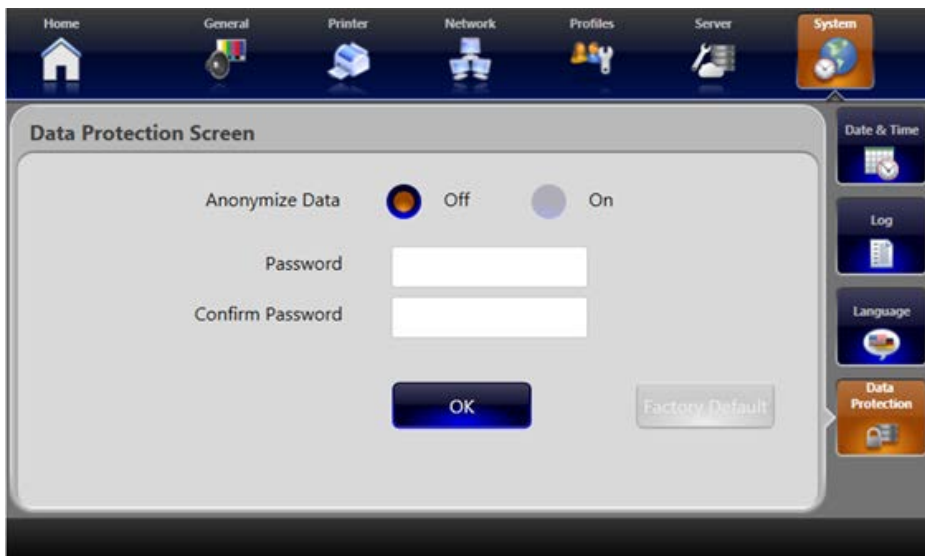 Home General Printer Network Profiles Server System
Data Protection Screen
Date & Time
Anonymize Data Off On
Log
Password
Confirm Password
Language
OK Factory Default
Data
Protection